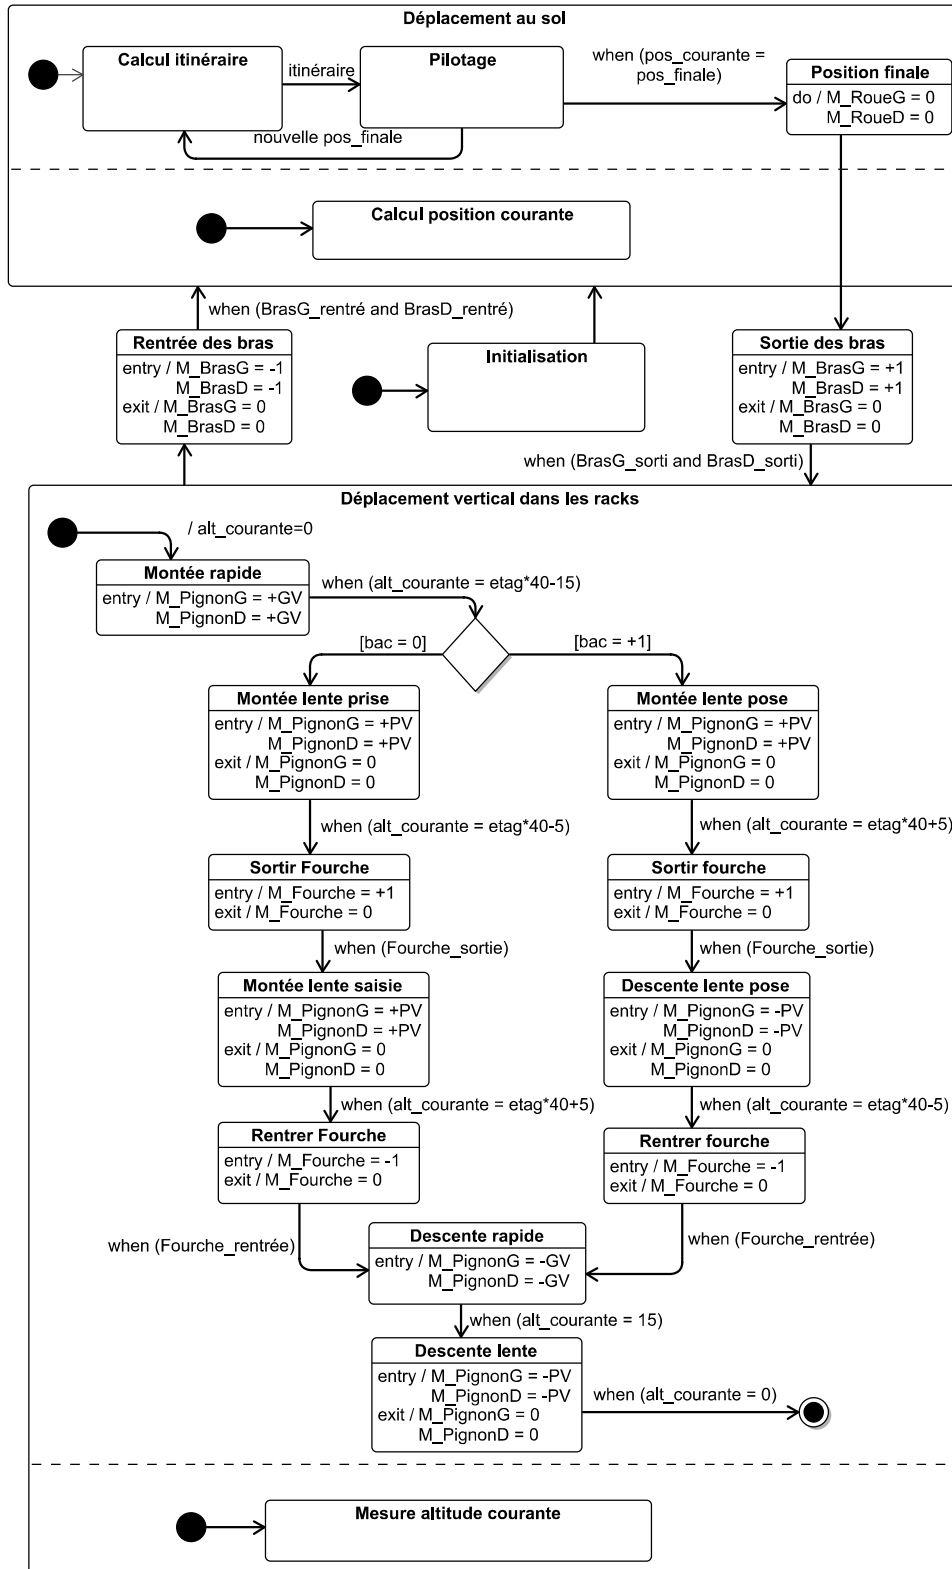 Déplacement au sol
Calcul itinéraire
itinéraire
Pilotage
when (pos_courante =
pos_finale)
Position finale
do / M_RoueG = 0
M_RoueD = 0
nouvelle pos_finale
Calcul position courante
when (BrasG_rentré and BrasD_rentré)
Rentrée des bras
entry / M_BrasG = -1
M_BrasD = -1
exit / M_BrasG = 0
M_BrasD = 0
Initialisation
Sortie des bras
entry / M_BrasG = +1
M_BrasD = +1
exit / M_BrasG = 0
M_BrasD = 0
when (BrasG_sorti and BrasD_sorti)
Déplacement vertical dans les racks
/ alt_courante=0
Montée rapide
entry / M_PignonG = +GV
M_PignonD = +GV
when (alt_courante = etag*40-15)
[bac = 0]
[bac = +1]
Montée lente prise
entry / M_PignonG = +PV
M_PignonD = +PV
exit / M_PignonG = 0
M_PignonD = 0
Montée lente pose
entry / M_PignonG = +PV
M_PignonD = +PV
exit / M_PignonG = 0
M_PignonD = 0
when (alt_courante = etag*40-5)
when (alt_courante = etag*40+5)
Sortir Fourche
entry / M_Fourche = +1
exit / M_Fourche = 0
Sortir fourche
entry / M_Fourche = +1
exit / M_Fourche = 0
when (Fourche_sortie)
when (Fourche_sortie)
Montée lente saisie
entry / M_PignonG = +PV
M_PignonD = +PV
exit / M_PignonG = 0
M_PignonD = 0
Descente lente pose
entry / M_PignonG = -PV
M_PignonD = -PV
exit / M_PignonG = 0
M_PignonD = 0
when (alt_courante = etag*40+5)
when (alt_courante = etag*40-5)
Rentrer Fourche
entry / M_Fourche = -1
exit / M_Fourche = 0
Rentrer fourche
entry / M_Fourche = -1
exit / M_Fourche = 0
when (Fourche_rentrée)
when (Fourche_rentrée)
Descente rapide
entry / M_PignonG = -GV
M_PignonD = -GV
when (alt_courante = 15)
Descente lente
entry / M_PignonG = -PV
M_PignonD = -PV
exit / M_PignonG = 0
M_PignonD = 0
when (alt_courante = 0)
Mesure altitude courante